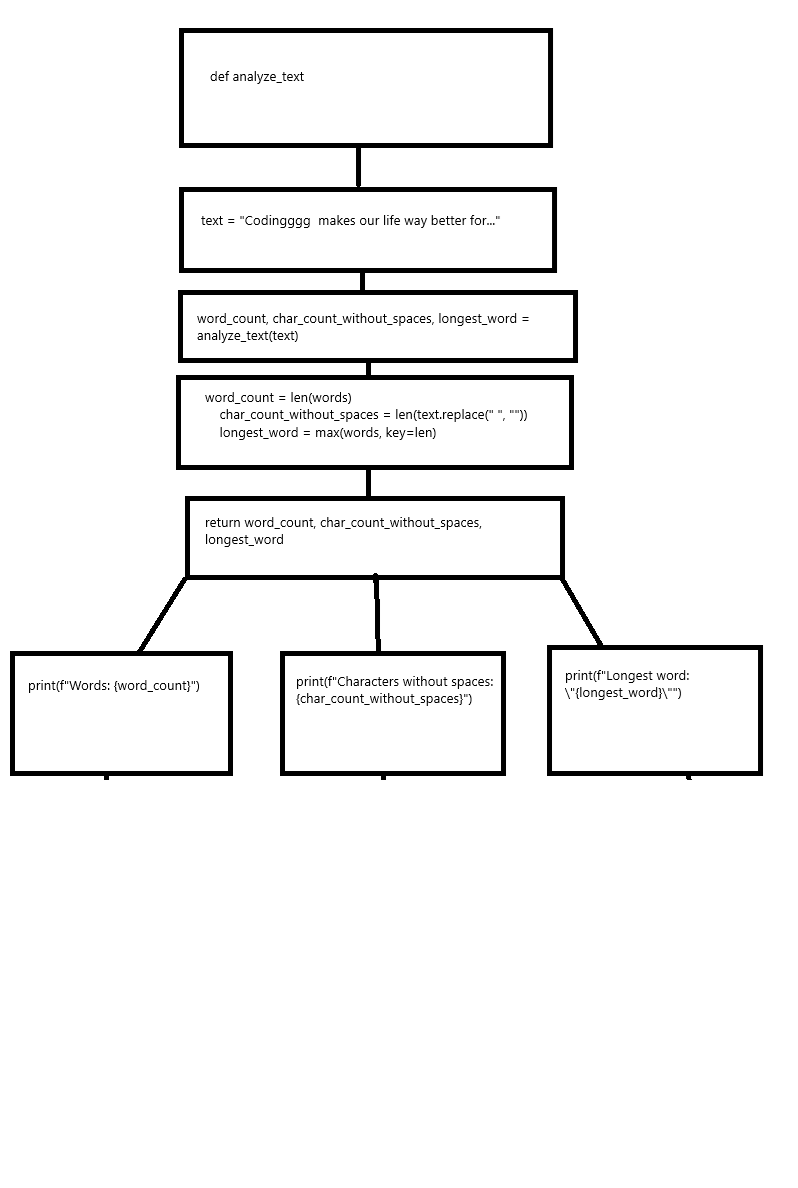 def analyze_text
text = "Codingggg  makes our life way better for..."
word_count, char_count_without_spaces, longest_word =
analyze_text(text)
word_count = len(words)
    char_count_without_spaces = len(text.replace(" ", ""))
    longest_word = max(words, key=len)
return word_count, char_count_without_spaces,
longest_word
print(f"Words: {word_count}")
print(f"Characters without spaces:
{char_count_without_spaces}")
print(f"Longest word:
\"{longest_word}\"")